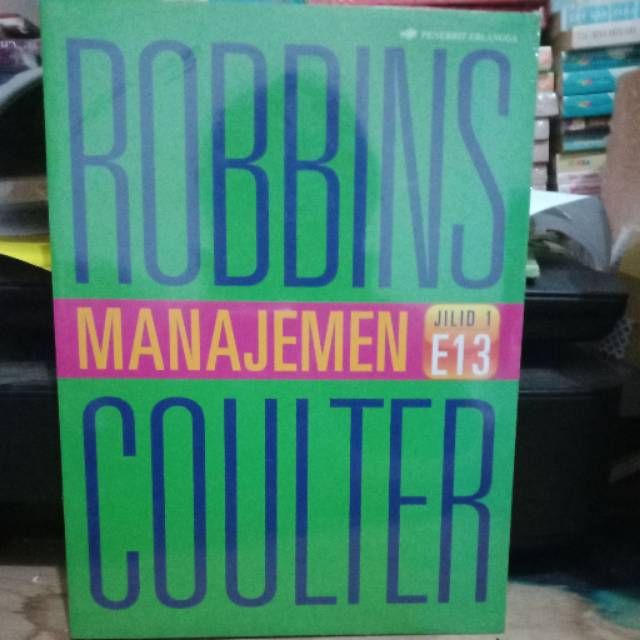 PENERBIT ERLANGGA
ROBBINS
MANAJEMEN
JILID 1
E13
COULTER